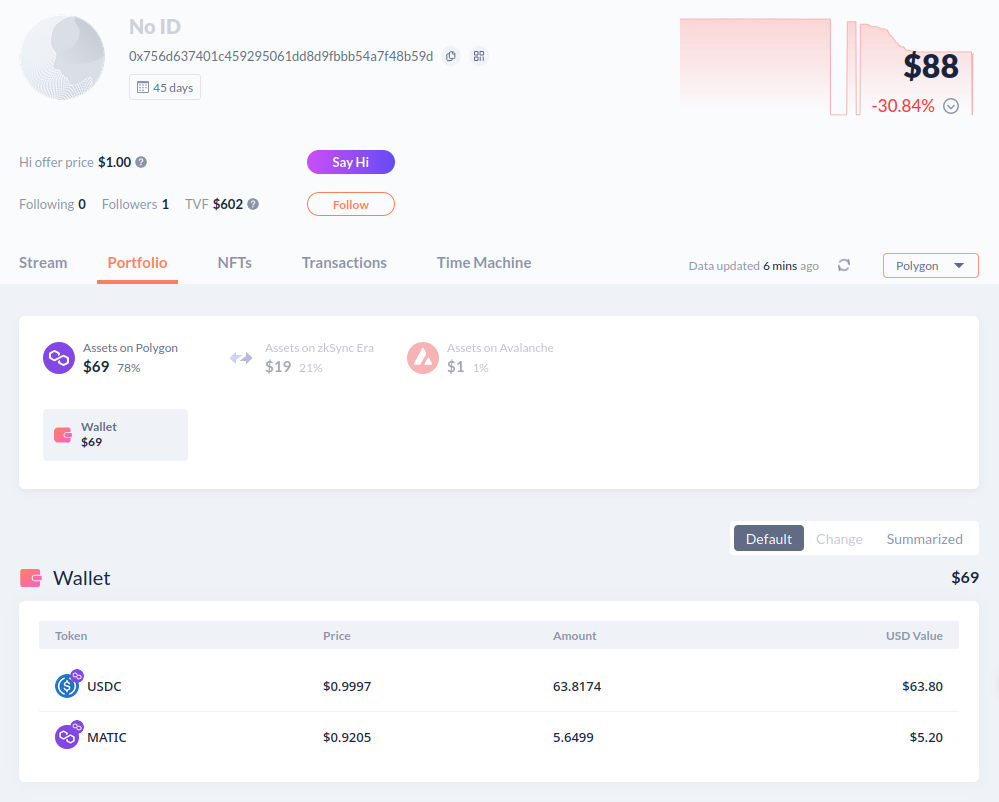 No ID
0x756d637401c459295061dd8d9fbbb54a7f48b59d
45 days
$88
-30.84%
Hi offer price $1.00
Say Hi
Following 0 Followers 1 TVF $602
Follow
Stream Portfolio NFTs Transactions Time Machine
Data updated 6 mins ago
Polygon
Assets on Polygon
$69 78%
Assets on zkSync Era
$19 21%
Assets on Avalanche
$1 1%
Wallet
$69
Default Change Summarized
Wallet $69
Token Price Amount USD Value
USDC $0.9997 63.8174 $63.80
MATIC $0.9205 5.6499 $5.20